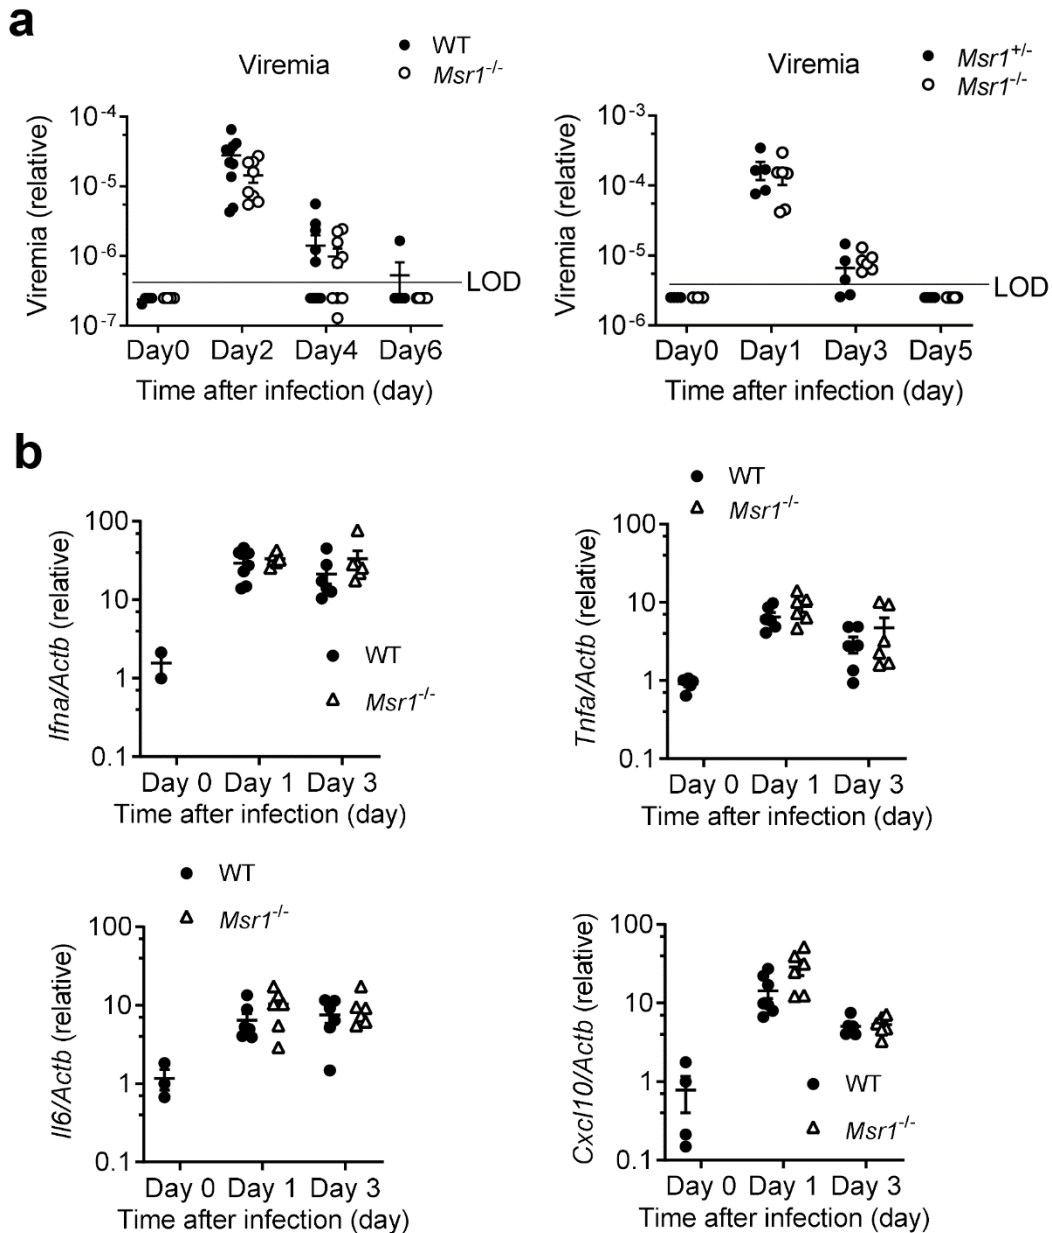 a
Viremia
WT
Msr1-/-
Viremia (relative)
10-4
10-5
10-6
10-7
LOD
Day0 Day2 Day4 Day6
Time after infection (day)
Viremia
Msr1+/-
Msr1-/-
Viremia (relative)
10-3
10-4
10-5
10-6
LOD
Day0 Day1 Day3 Day5
Time after infection (day)
b
Ifna/Actb (relative)
100
10
1
0.1
WT
Msr1-/-
Day 0 Day 1 Day 3
Time after infection (day)
WT
Msr1-/-
Tnfa/Actb (relative)
100
10
1
0.1
Day 0 Day 1 Day 3
Time after infection (day)
WT
Msr1-/-
Il6/Actb (relative)
100
10
1
0.1
Day 0 Day 1 Day 3
Time after infection (day)
Cxcl10/Actb (relative)
100
10
1
0.1
WT
Msr1-/-
Day 0 Day 1 Day 3
Time after infection (day)